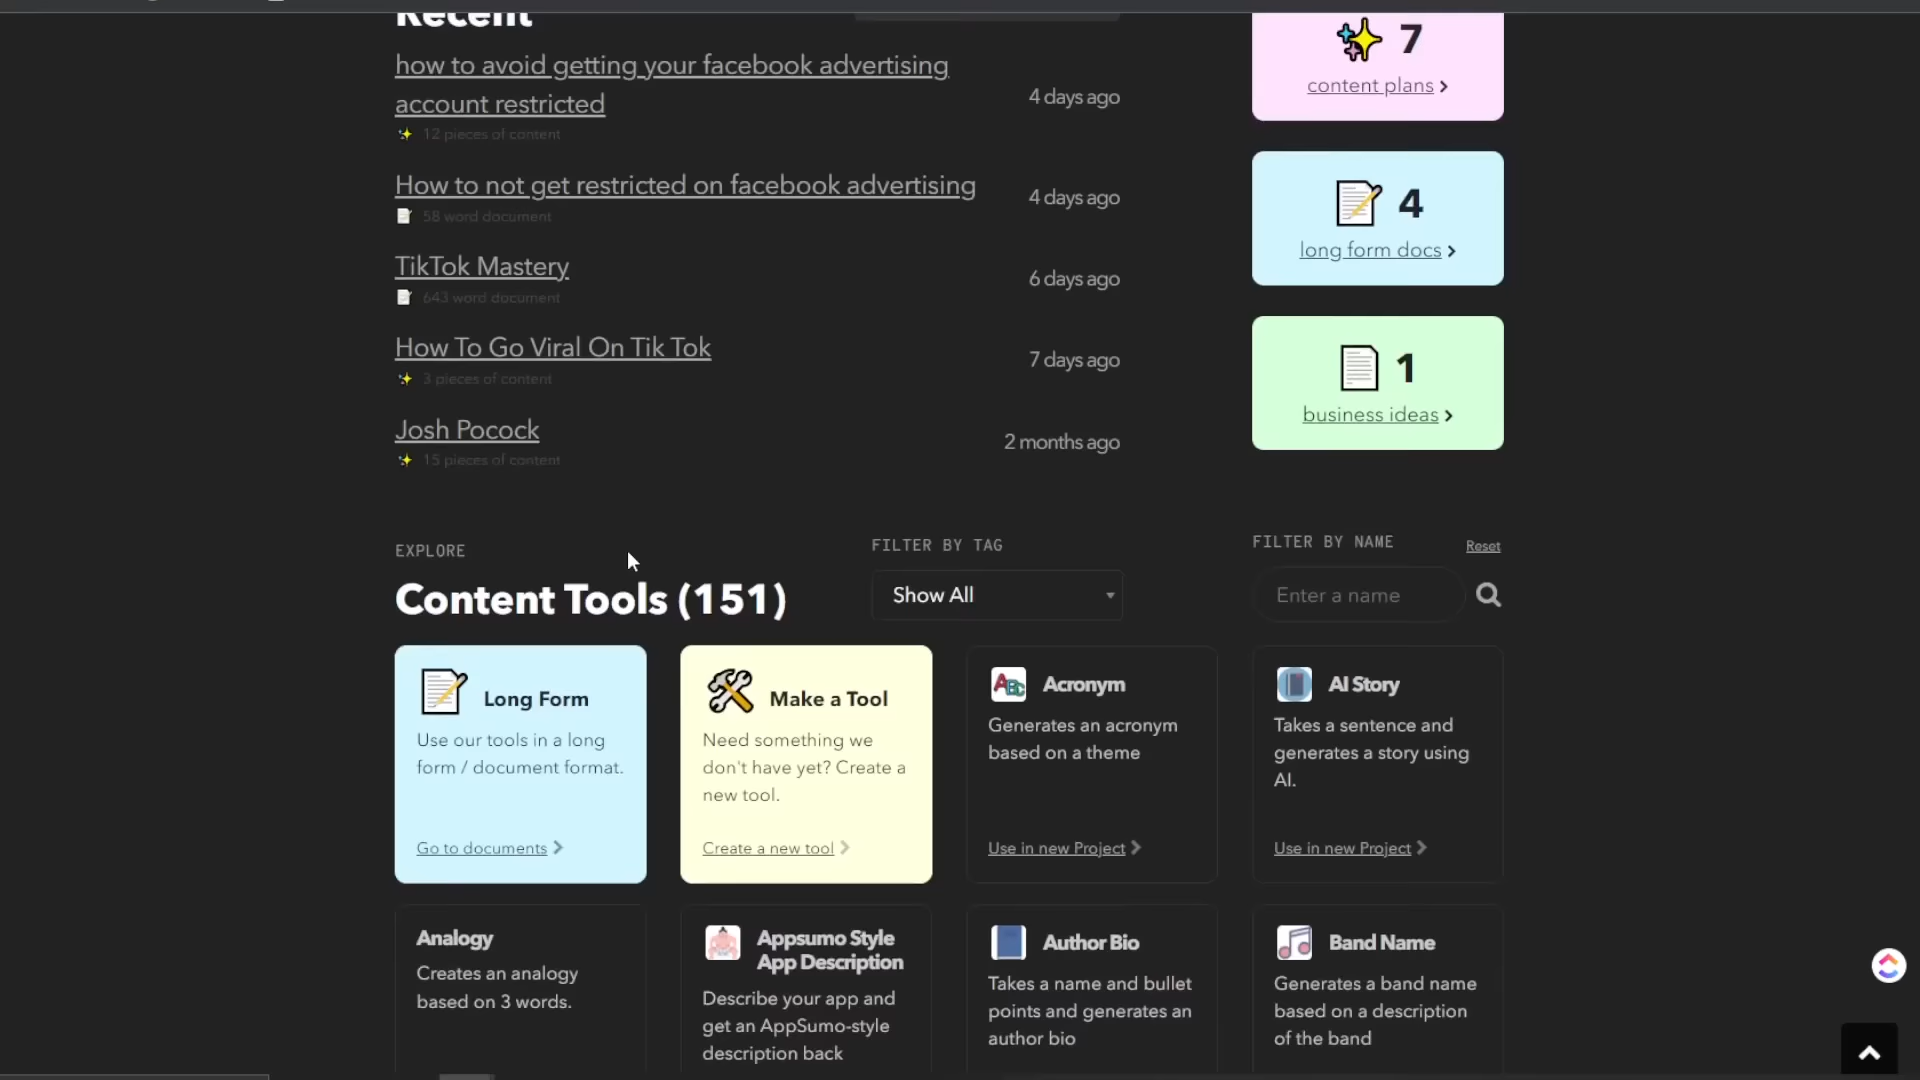 Recent
how to avoid getting your facebook advertising
account restricted
4 days ago
12 pieces of content
How to not get restricted on facebook advertising
4 days ago
58 word document
TikTok Mastery
6 days ago
643 word document
How To Go Viral On Tik Tok
7 days ago
3 pieces of content
Josh Pocock
2 months ago
15 pieces of content
7
content plans
4
long form docs
1
business ideas
EXPLORE
Content Tools (151)
FILTER BY TAG
Show All
FILTER BY NAME
Reset
Enter a name
Long Form
Use our tools in a long
form / document format.
Go to documents
Make a Tool
Need something we
don't have yet? Create a
new tool.
Create a new tool
ABC
Acronym
Generates an acronym
based on a theme
Use in new Project
AI Story
Takes a sentence and
generates a story using
AI.
Use in new Project
Analogy
Creates an analogy
based on 3 words.
Appsumo Style
App Description
Describe your app and
get an AppSumo-style
description back
Author Bio
Takes a name and bullet
points and generates an
author bio
Band Name
Generates a band name
based on a description
of the band